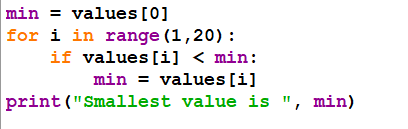 min = values[0]
for i in range(1,20):
    if values[i] < min:
        min = values[i]
print("Smallest value is ", min)